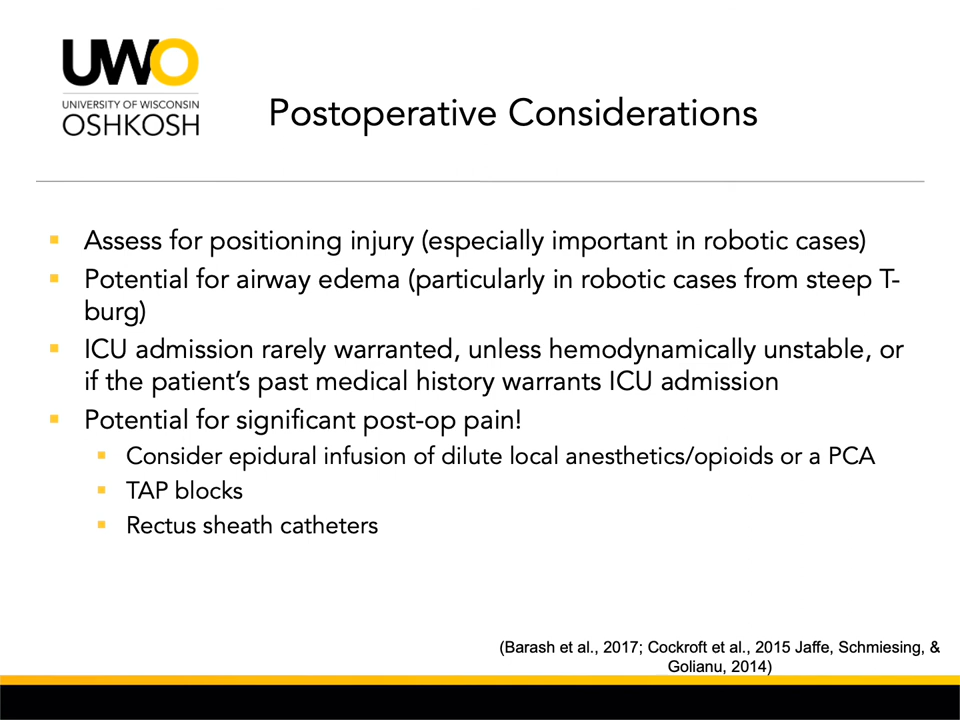 UWO
UNIVERSITY OF WISCONSIN
OSHKOSH
Postoperative Considerations
▪ Assess for positioning injury (especially important in robotic cases)
▪ Potential for airway edema (particularly in robotic cases from steep T-
burg)
▪ ICU admission rarely warranted, unless hemodynamically unstable, or
if the patient’s past medical history warrants ICU admission
▪ Potential for significant post-op pain!
▪ Consider epidural infusion of dilute local anesthetics/opioids or a PCA
▪ TAP blocks
▪ Rectus sheath catheters
(Barash et al., 2017; Cockroft et al., 2015 Jaffe, Schmiesing, &
Golianu, 2014)